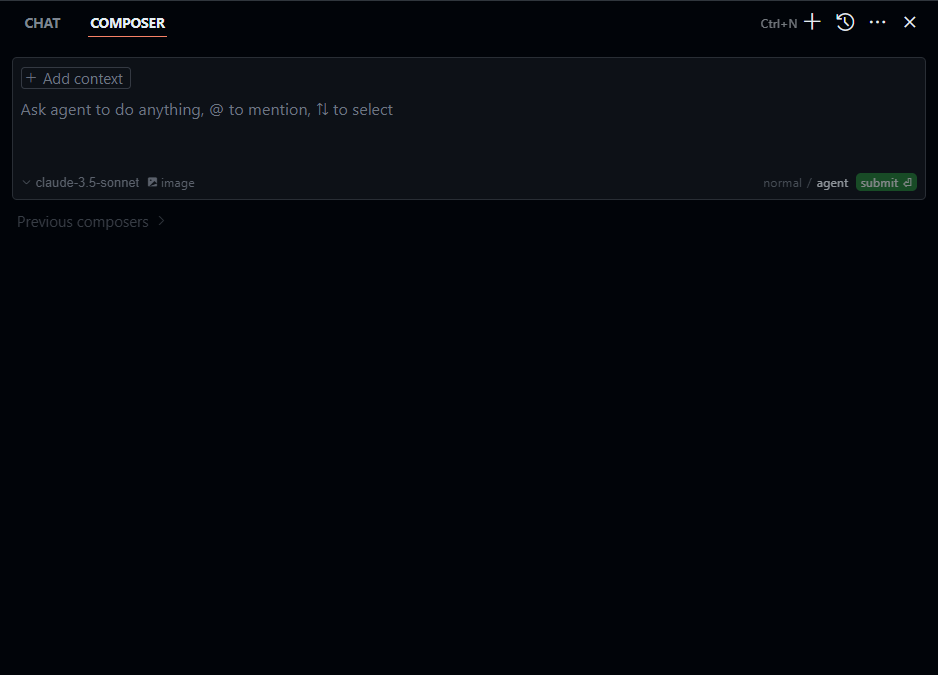 CHAT COMPOSER Ctrl+N
+ Add context
Ask agent to do anything, @ to mention, ⇅ to select
claude-3.5-sonnet image normal / agent submit ⏎
Previous composers >